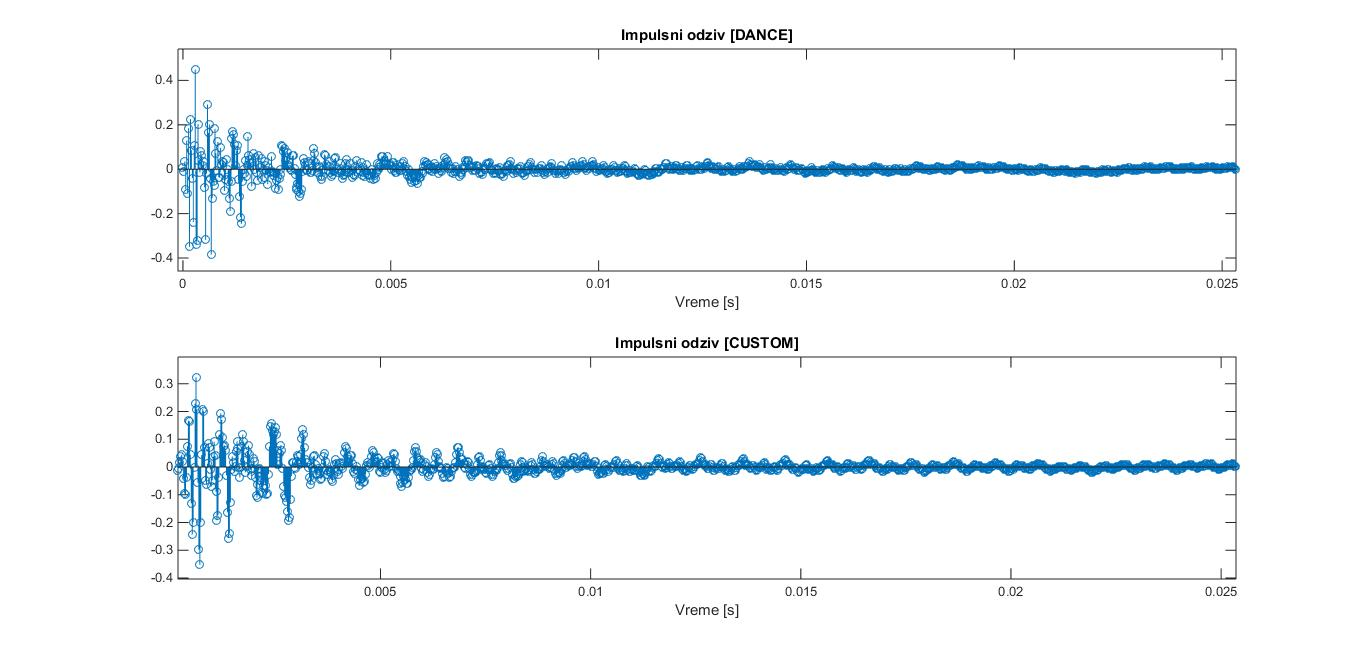 Impulsni odziv [DANCE]
0.4
0.2
0
-0.2
-0.4
0 0.005 0.01 0.015 0.02 0.025
Vreme [s]
Impulsni odziv [CUSTOM]
0.3
0.2
0.1
0
-0.1
-0.2
-0.3
-0.4
0.005 0.01 0.015 0.02 0.025
Vreme [s]